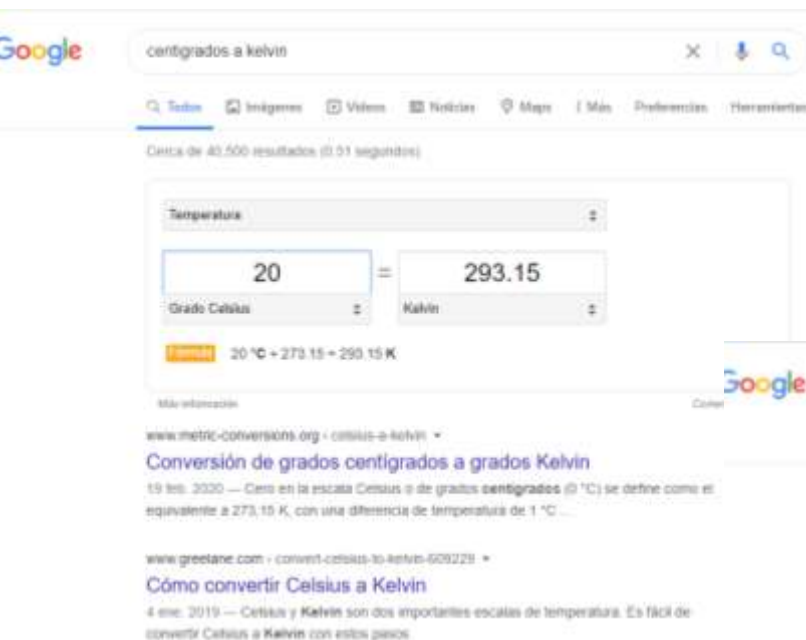 Google
centigrados a kelvin
Todos Imágenes Videos Noticias Maps Más Preferencias Herramientas
Cerca de 40,500 resultados (0.51 segundos)
Temperatura
20 = 293.15
Grado Celsius Kelvin
Fórmula 20 °C + 273.15 = 293.15 K
Google
Más información
www.metric-conversions.org › celsius-a-kelvin
Conversión de grados centígrados a grados Kelvin
19 feb. 2020 — Cero en la escala Celsius o de grados centígrados (0 °C) se define como el
equivalente a 273,15 K, con una diferencia de temperatura de 1 °C ...
www.greelane.com › convert-celsius-to-kelvin-609229
Cómo convertir Celsius a Kelvin
4 ene. 2019 — Celsius y Kelvin son dos importantes escalas de temperatura. Es fácil de
convertir Celsius a Kelvin con estos pasos